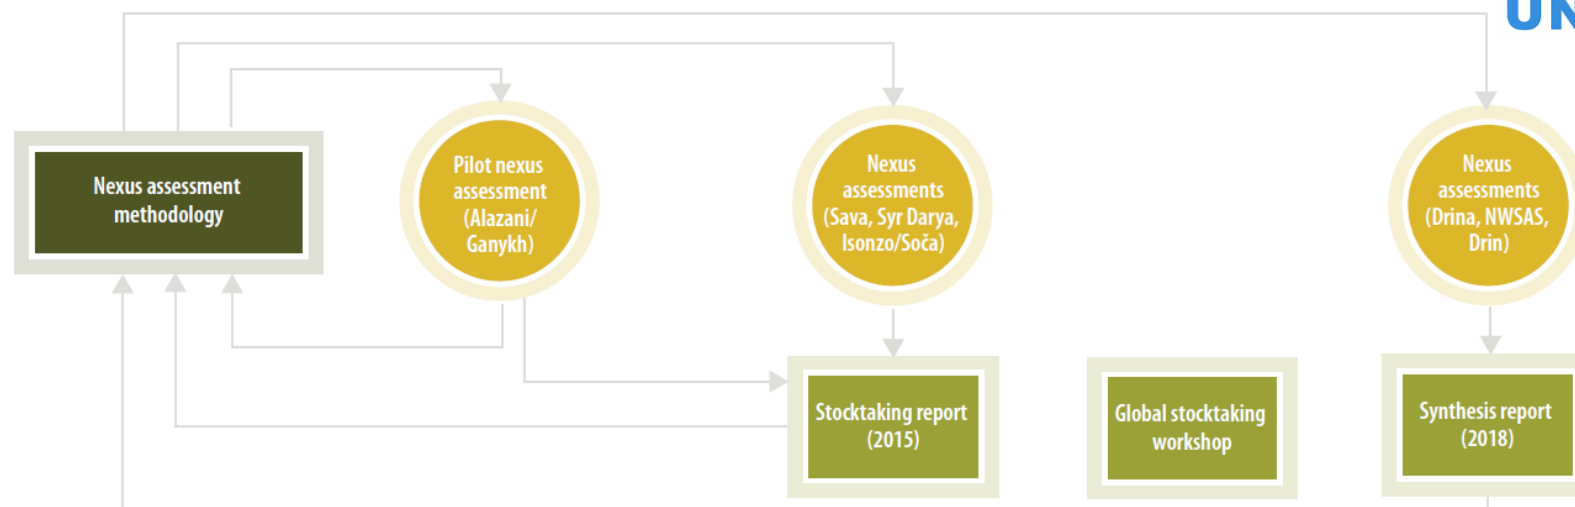 UN
Nexus assessment
methodology
Pilot nexus
assessment
(Alazani/
Ganykh)
Nexus
assessments
(Sava, Syr Darya,
Isonzo/Soča)
Nexus
assessments
(Drina, NWSAS,
Drin)
Stocktaking report
(2015)
Global stocktaking
workshop
Synthesis report
(2018)